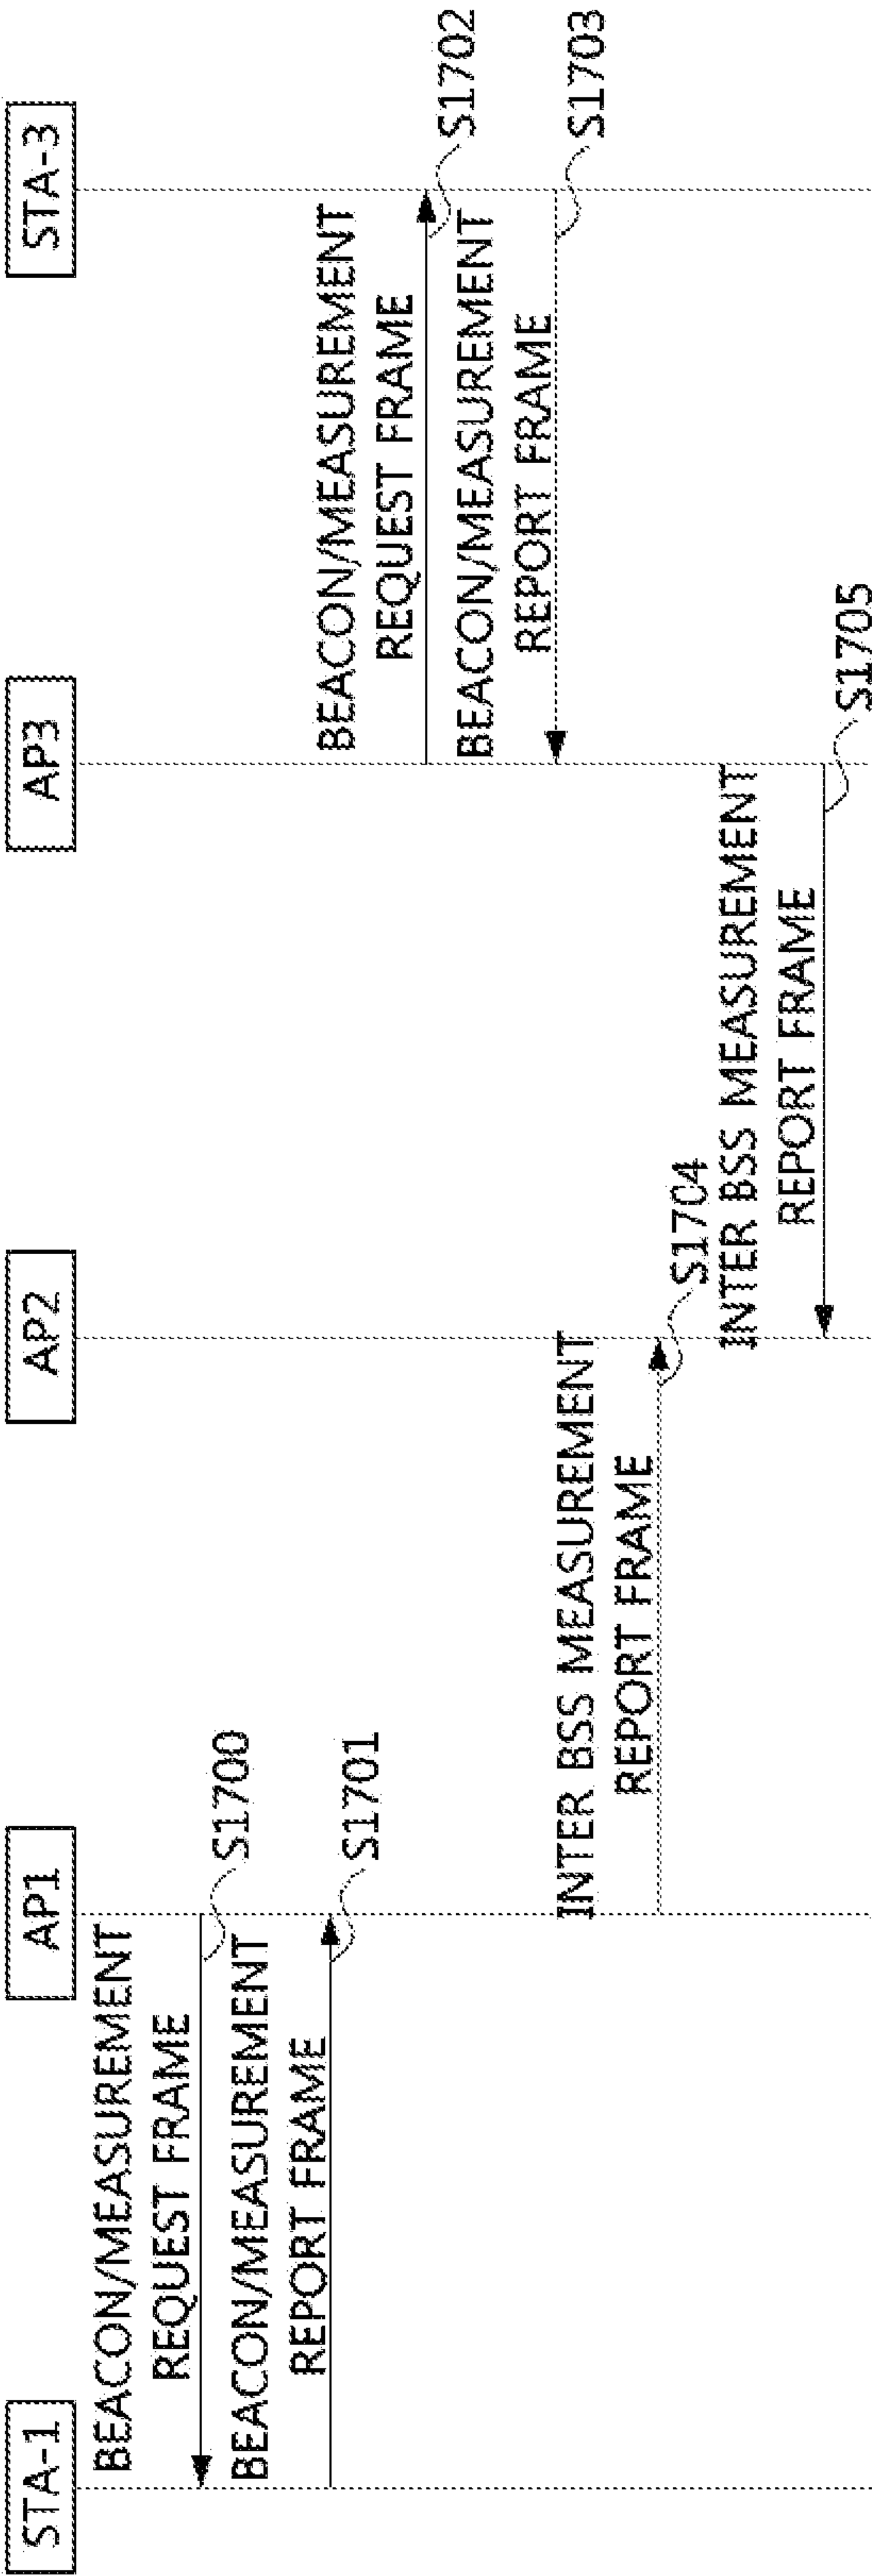 STA-1
AP1
AP2
AP3
STA-3
BEACON/MEASUREMENT
REQUEST FRAME
S1700
BEACON/MEASUREMENT
REPORT FRAME
S1701
BEACON/MEASUREMENT
REQUEST FRAME
S1702
BEACON/MEASUREMENT
REPORT FRAME
S1703
INTER BSS MEASUREMENT
REPORT FRAME
S1704
INTER BSS MEASUREMENT
REPORT FRAME
S1705